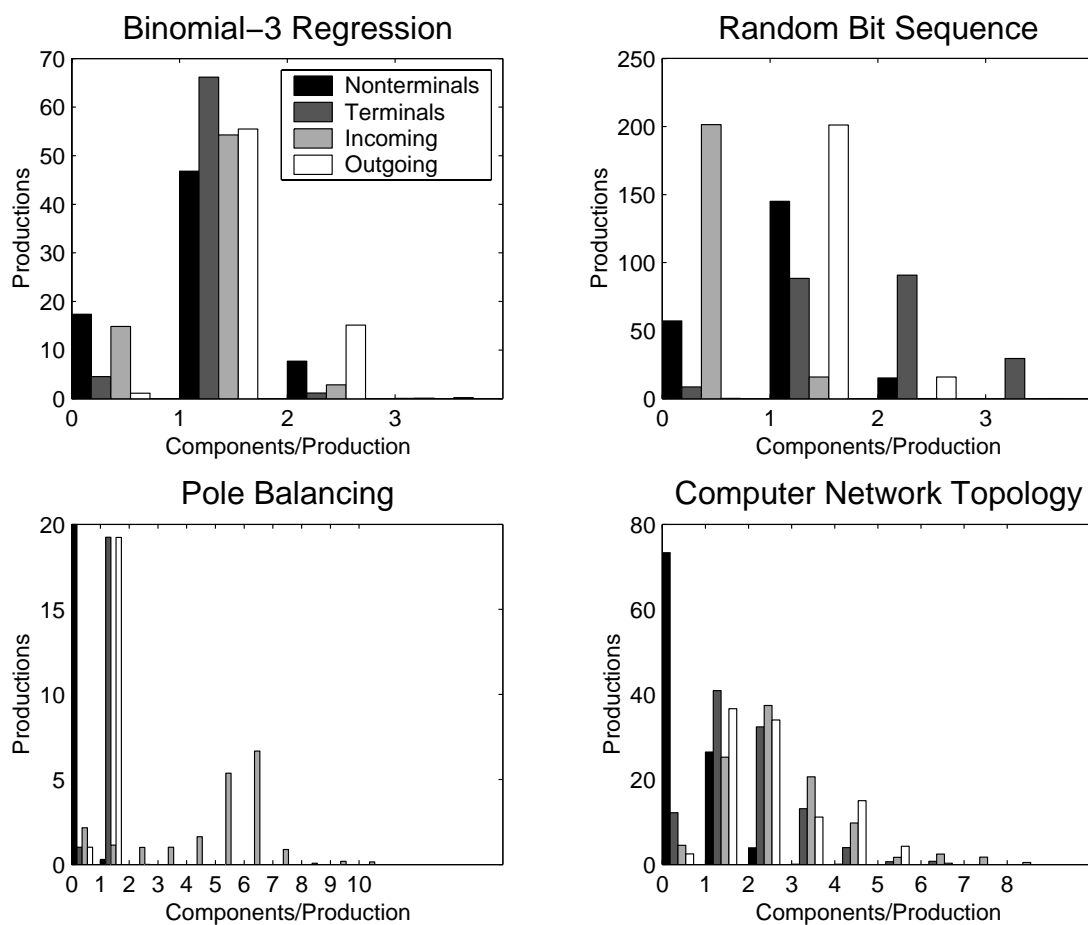 Binomial−3 Regression
70
60
50
40
30
20
10
0
Productions
Nonterminals
Terminals
Incoming
Outgoing
0 1 2 3
Components/Production
Random Bit Sequence
250
200
150
100
50
0
Productions
0 1 2 3
Components/Production
Pole Balancing
20
15
10
5
0
Productions
0 1 2 3 4 5 6 7 8 9 10
Components/Production
Computer Network Topology
80
60
40
20
0
Productions
0 1 2 3 4 5 6 7 8
Components/Production